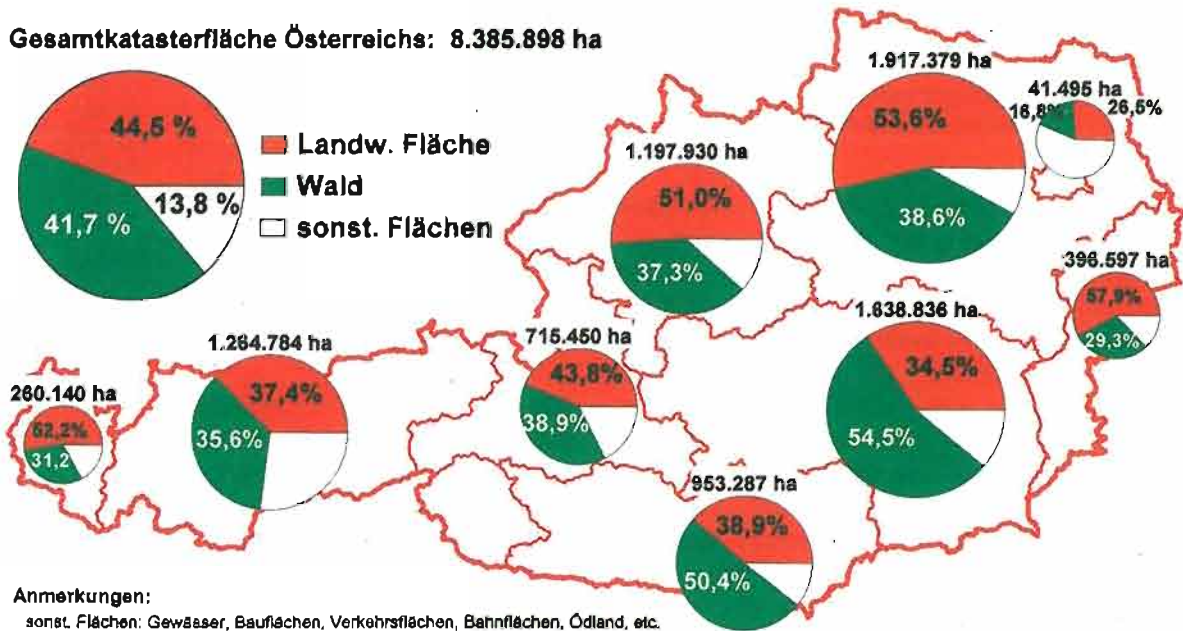 Gesamtkatasterfläche Österreichs: 8.385.898 ha
44,5 %
41,7 %
13,8 %
Landw. Fläche
Wald
sonst. Flächen
1.917.379 ha
53,6%
38,6%
41.495 ha
16,8%
26,5%
1.197.930 ha
51,0%
37,3%
396.597 ha
57,9%
29,3%
1.638.836 ha
34,5%
54,5%
715.450 ha
43,8%
38,9%
1.264.784 ha
37,4%
35,6%
260.140 ha
52,2%
31,2
953.287 ha
38,9%
50,4%
Anmerkungen:
sonst. Flächen: Gewässer, Bauflächen, Verkehrsflächen, Bahnflächen, Ödland, etc.